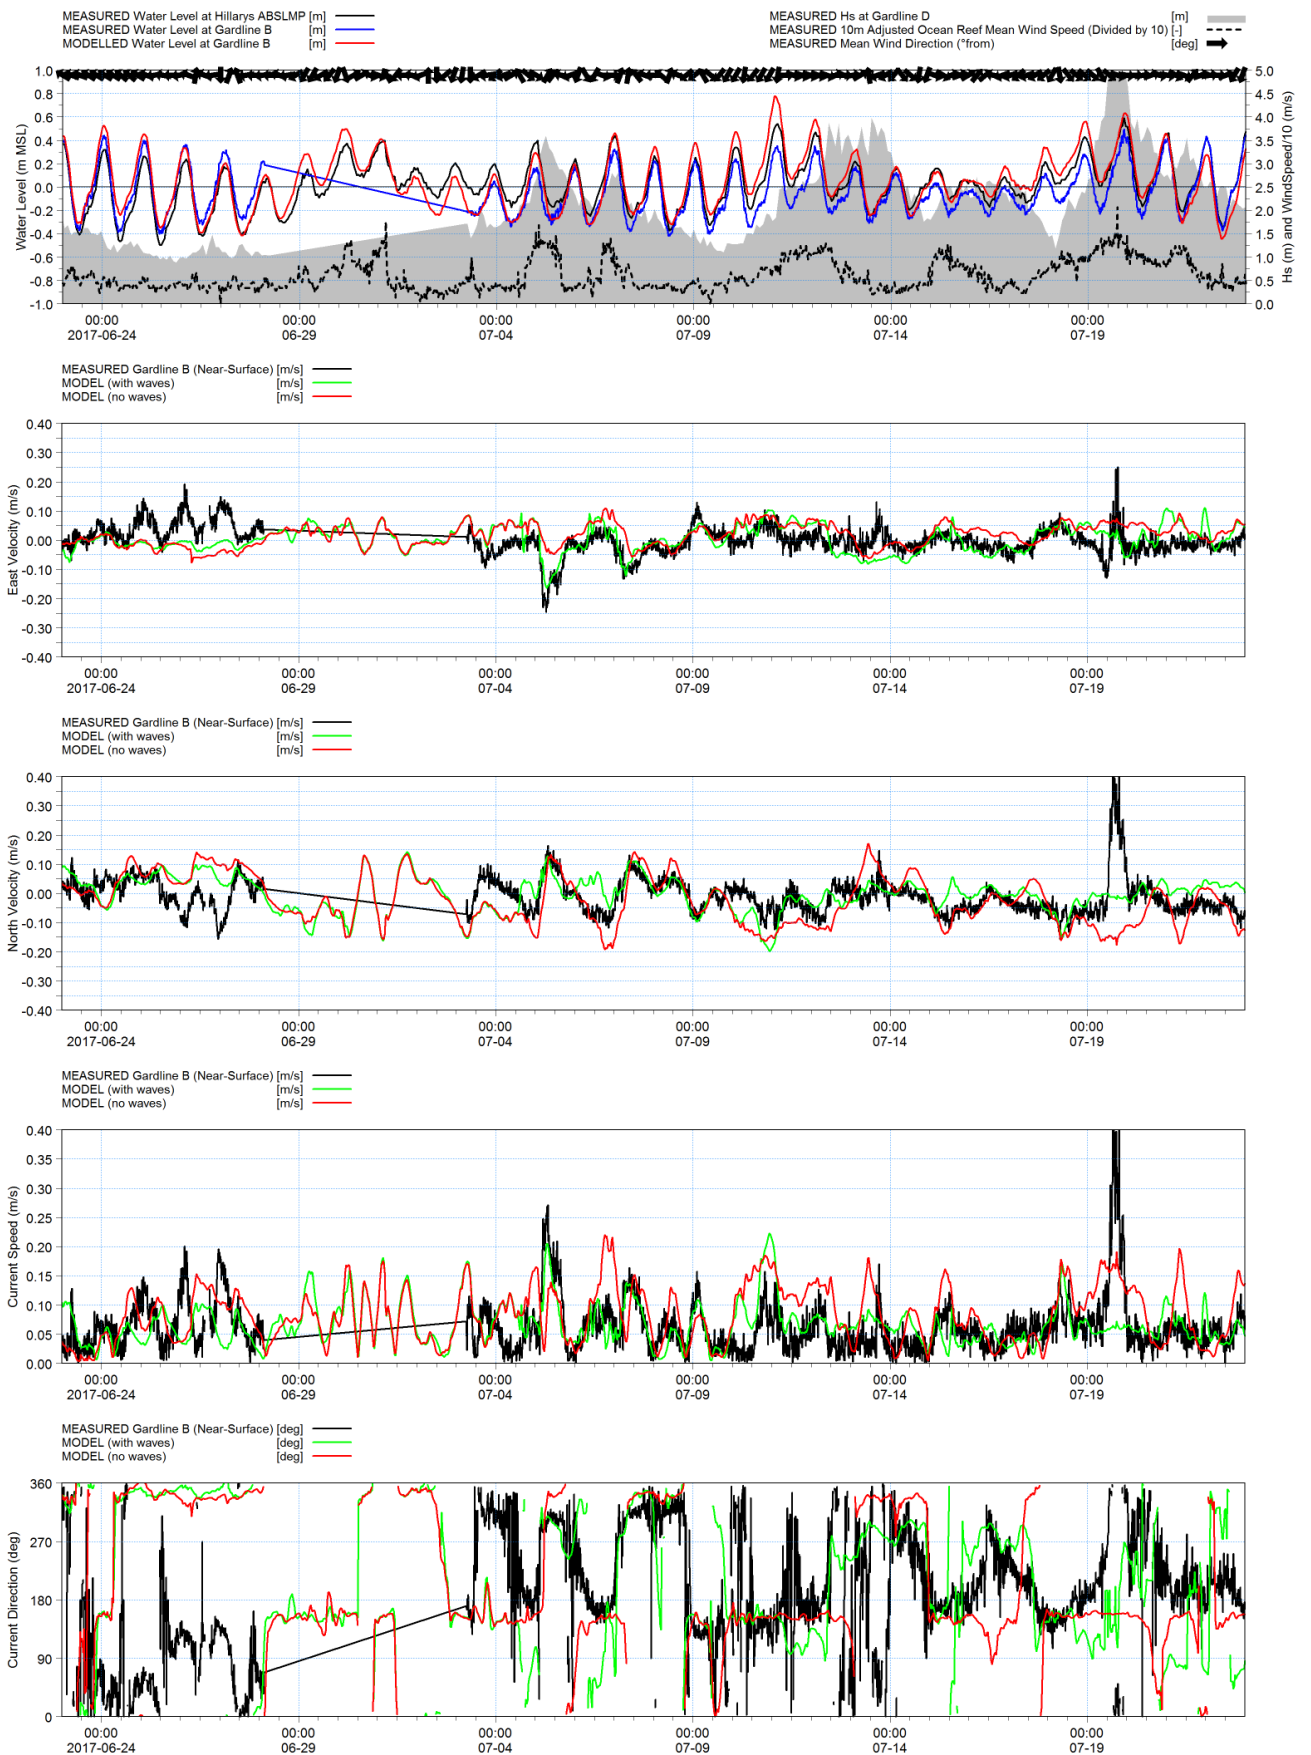 MEASURED Water Level at Hillarys ABSLMP [m]
MEASURED Water Level at Gardline B [m]
MODELLED Water Level at Gardline B [m]
MEASURED Hs at Gardline D [m]
MEASURED 10m Adjusted Ocean Reef Mean Wind Speed (Divided by 10) [-]
MEASURED Mean Wind Direction (°from) [deg]
Water Level (m MSL)
1.0
0.8
0.6
0.4
0.2
0.0
-0.2
-0.4
-0.6
-0.8
-1.0
5.0
4.5
4.0
3.5
3.0
2.5
2.0
1.5
1.0
0.5
0.0
Hs (m) and WindSpeed/10 (m/s)
00:00 00:00 00:00 00:00 00:00 00:00
2017-06-24 06-29 07-04 07-09 07-14 07-19
MEASURED Gardline B (Near-Surface) [m/s]
MODEL (with waves) [m/s]
MODEL (no waves) [m/s]
East Velocity (m/s)
0.40
0.30
0.20
0.10
0.00
-0.10
-0.20
-0.30
-0.40
00:00 00:00 00:00 00:00 00:00 00:00
2017-06-24 06-29 07-04 07-09 07-14 07-19
MEASURED Gardline B (Near-Surface) [m/s]
MODEL (with waves) [m/s]
MODEL (no waves) [m/s]
North Velocity (m/s)
0.40
0.30
0.20
0.10
0.00
-0.10
-0.20
-0.30
-0.40
00:00 00:00 00:00 00:00 00:00 00:00
2017-06-24 06-29 07-04 07-09 07-14 07-19
MEASURED Gardline B (Near-Surface) [m/s]
MODEL (with waves) [m/s]
MODEL (no waves) [m/s]
Current Speed (m/s)
0.40
0.35
0.30
0.25
0.20
0.15
0.10
0.05
0.00
00:00 00:00 00:00 00:00 00:00 00:00
2017-06-24 06-29 07-04 07-09 07-14 07-19
MEASURED Gardline B (Near-Surface) [deg]
MODEL (with waves) [deg]
MODEL (no waves) [deg]
Current Direction (deg)
360
270
180
90
0
00:00 00:00 00:00 00:00 00:00 00:00
2017-06-24 06-29 07-04 07-09 07-14 07-19